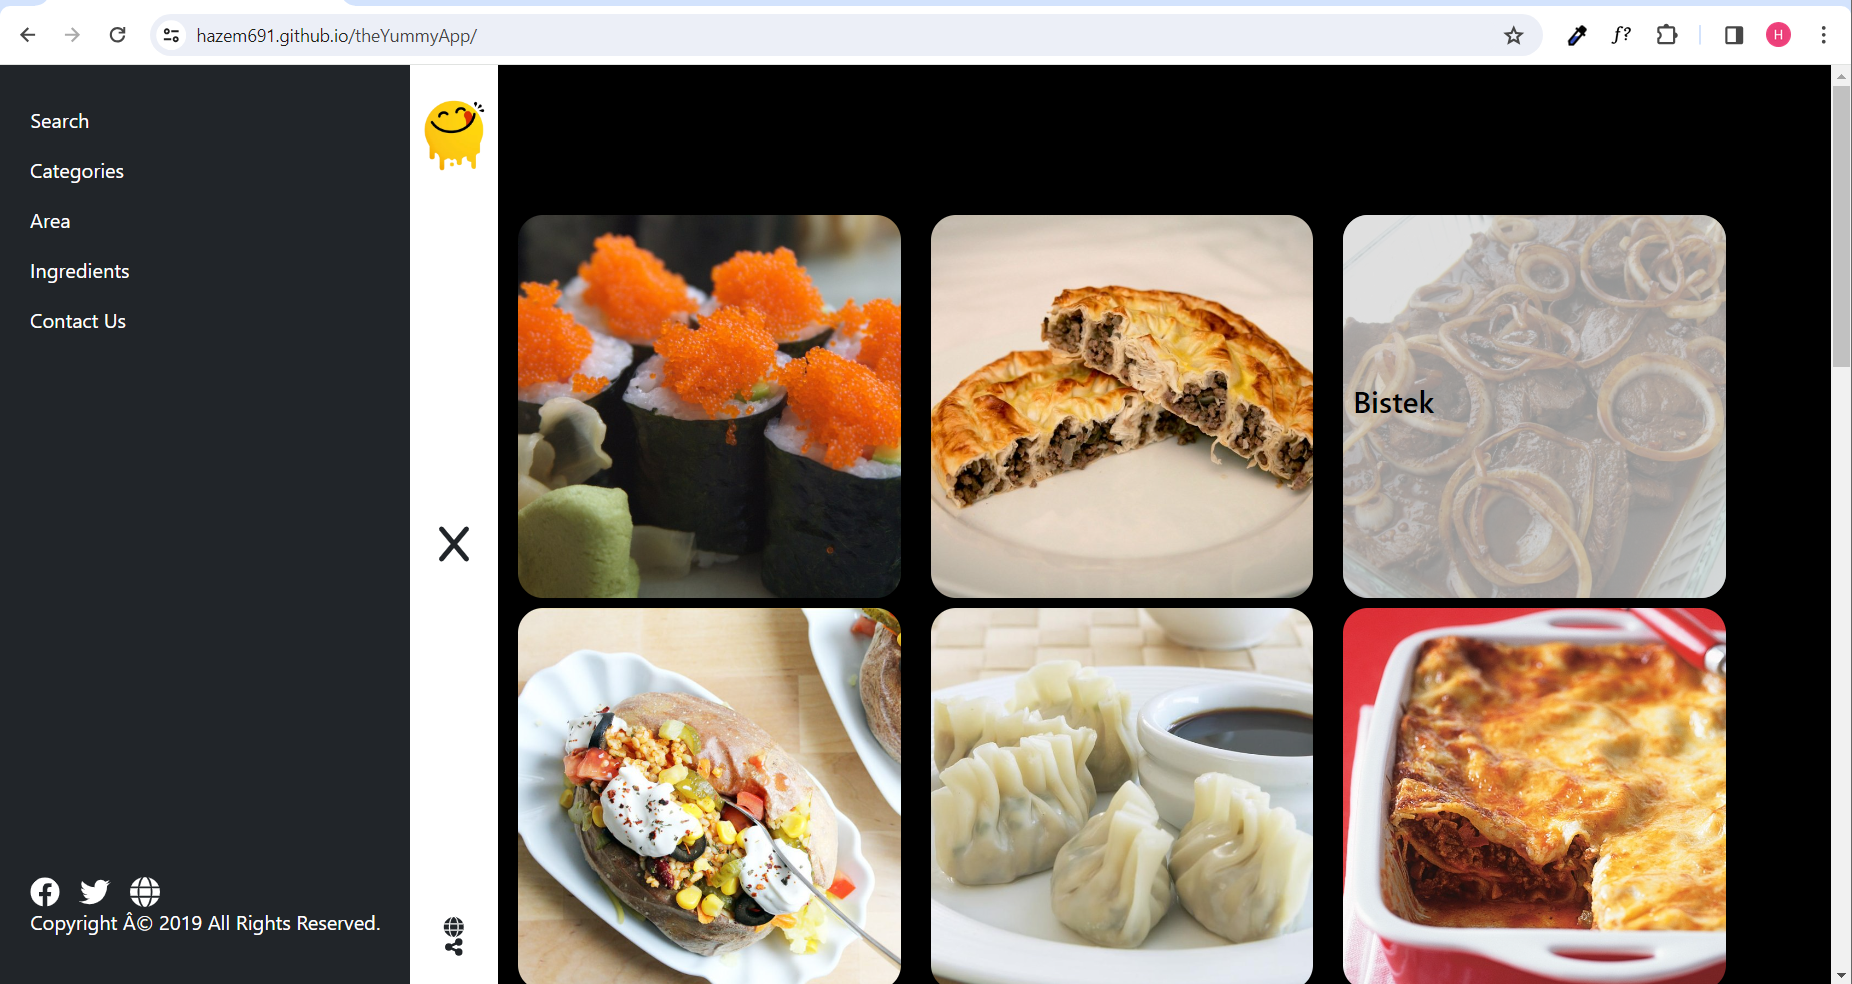 hazem691.github.io/theYummyApp/
f?
H
Search
Categories
Area
Ingredients
Contact Us
Bistek
Copyright Â© 2019 All Rights Reserved.